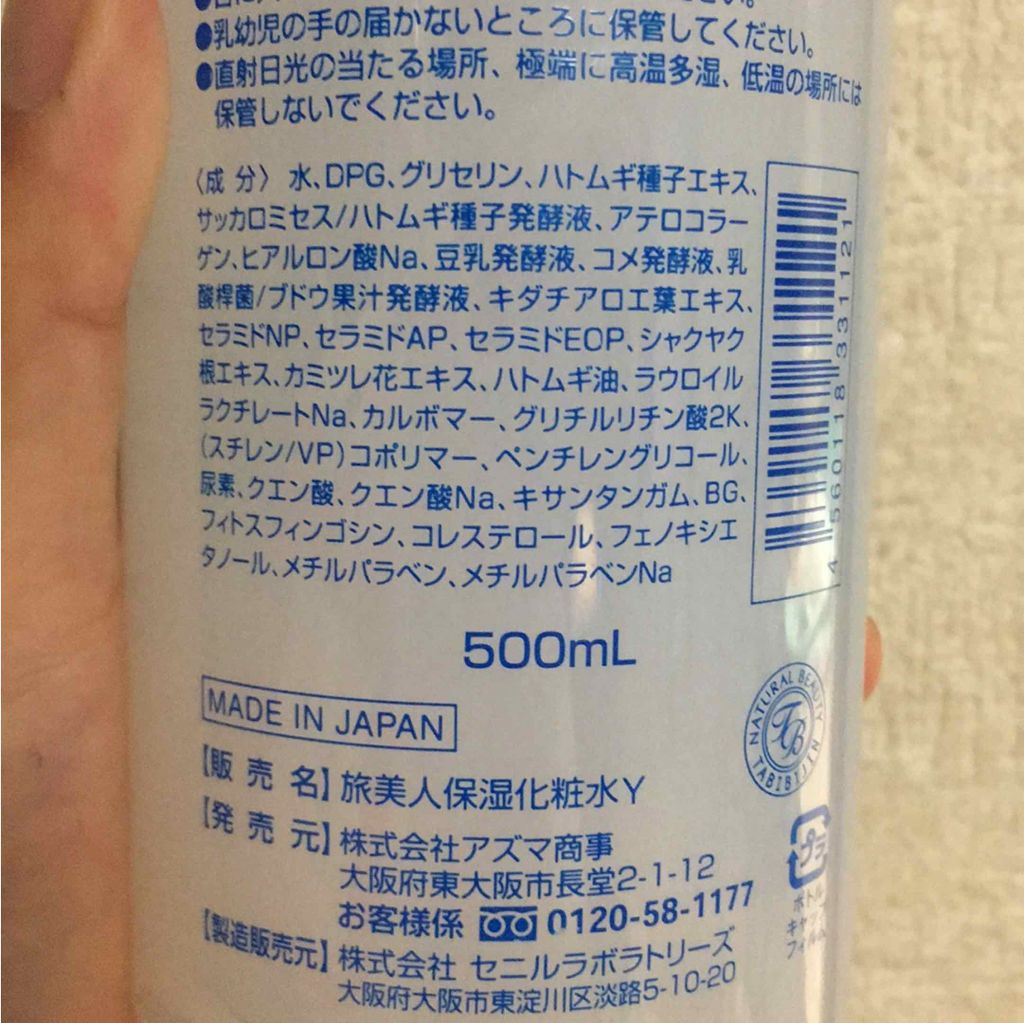 ください。
●乳幼児の手の届かないところに保管してください。
●直射日光の当たる場所、極端に高温多湿、低温の場所には
保管しないでください。
〈成分〉水、DPG、グリセリン、ハトムギ種子エキス、
サッカロミセス/ハトムギ種子発酵液、アテロコラー
ゲン、ヒアルロン酸Na、豆乳発酵液、コメ発酵液、乳
酸桿菌/ブドウ果汁発酵液、キダチアロエ葉エキス、
セラミドNP、セラミドAP、セラミドEOP、シャクヤク
根エキス、カミツレ花エキス、ハトムギ油、ラウロイル
ラクチレートNa、カルボマー、グリチルリチン酸2K、
(スチレン/VP)コポリマー、ペンチレングリコール、
尿素、クエン酸、クエン酸Na、キサンタンガム、BG、
フィトスフィンゴシン、コレステロール、フェノキシエ
タノール、メチルパラベン、メチルパラベンNa
4 560118 331121
500mL
MADE IN JAPAN
NATURAL BEAUTY
TB
TABIBIJIN
【販売名】旅美人保湿化粧水Y
【発売元】株式会社アズマ商事
大阪府東大阪市長堂2-1-12
お客様係 0120-58-1177
【製造販売元】株式会社 セニルラボラトリーズ
大阪府大阪市東淀川区淡路5-10-20
プラ
ボトル